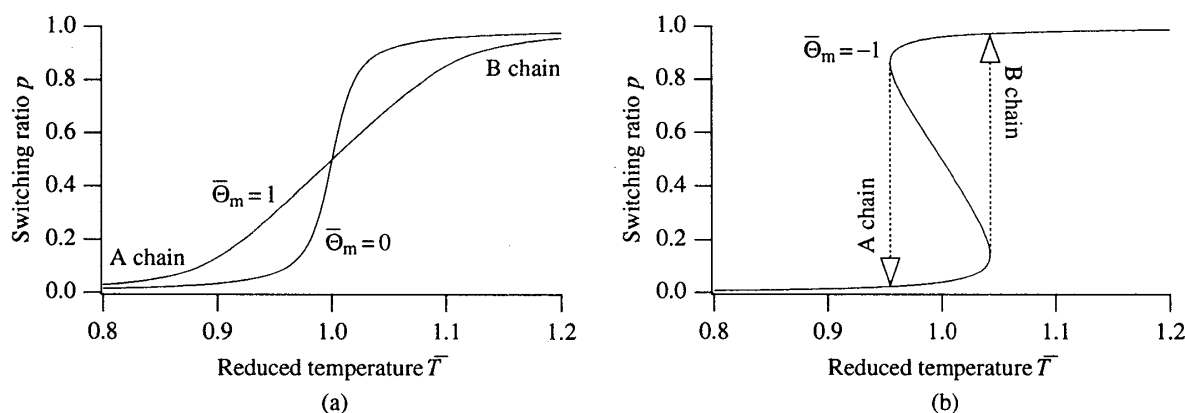 1.0
0.8
0.6
0.4
0.2
0.0
Switching ratio p
B chain
Θ̄m = 1
A chain
Θ̄m = 0
0.8 0.9 1.0 1.1 1.2
Reduced temperature T̄
(a)
1.0
0.8
0.6
0.4
0.2
0.0
Switching ratio p
Θ̄m = −1
B chain
A chain
0.8 0.9 1.0 1.1 1.2
Reduced temperature T̄
(b)